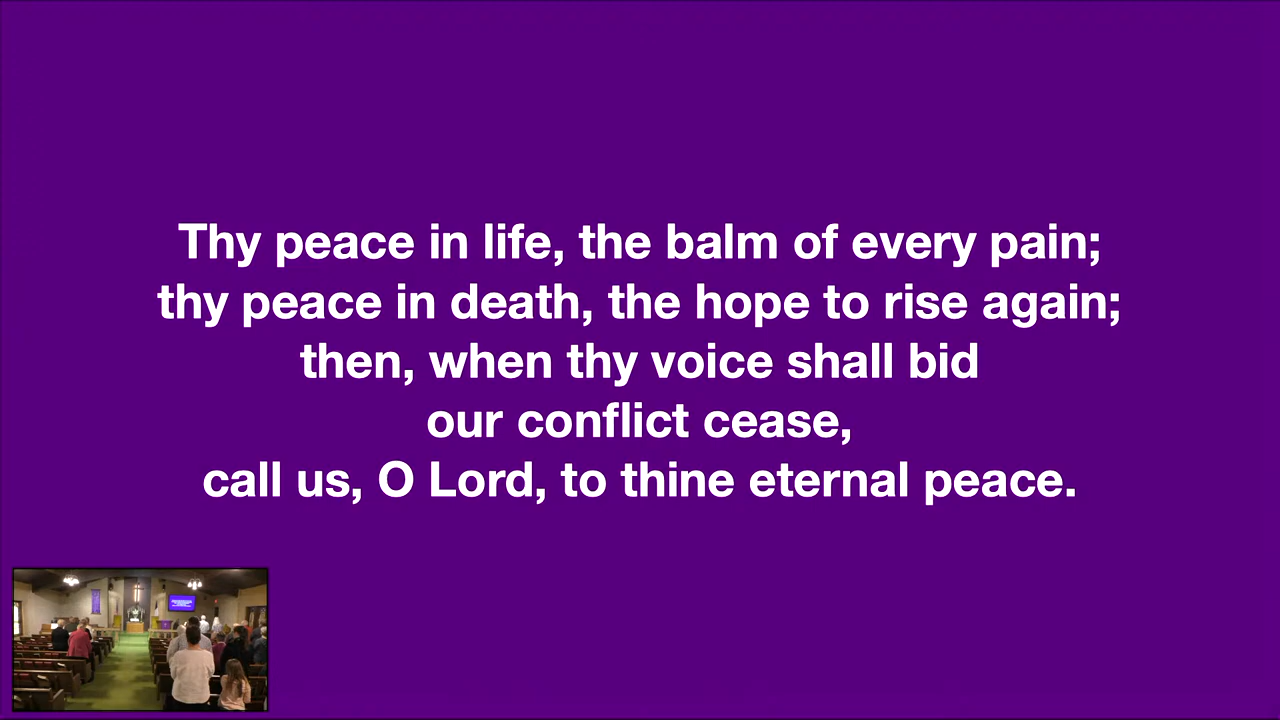 Thy peace in life, the balm of every pain;
thy peace in death, the hope to rise again;
then, when thy voice shall bid
our conflict cease,
call us, O Lord, to thine eternal peace.